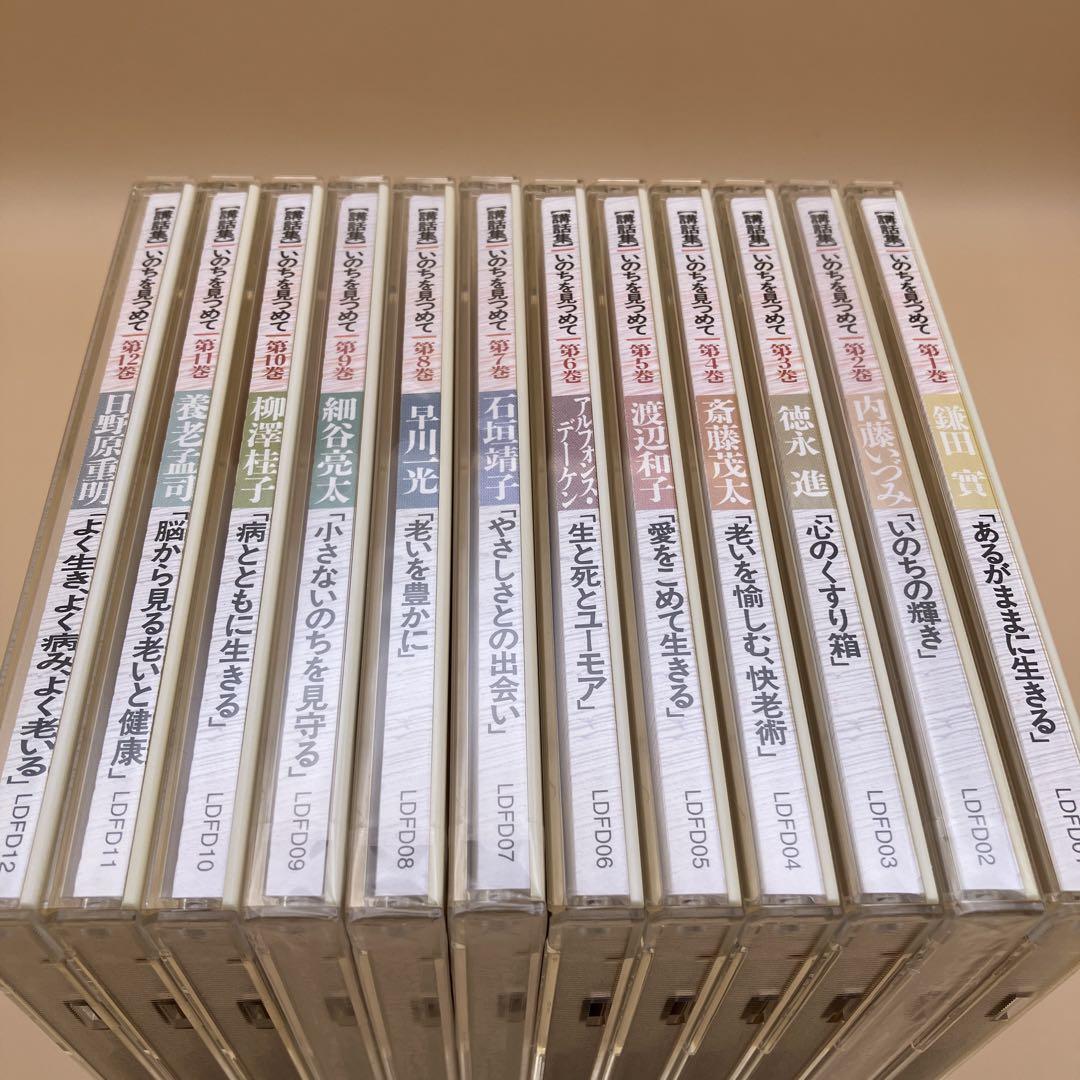 【講話集】いのちを見つめて 第12巻 日野原重明 「よく生き、よく病み、よく老いる」 LDFD12
【講話集】いのちを見つめて 第11巻 養老孟司 「脳から見る老いと健康」 LDFD11
【講話集】いのちを見つめて 第10巻 柳澤桂子 「病とともに生きる」 LDFD10
【講話集】いのちを見つめて 第9巻 細谷亮太 「小さないのちを見守る」 LDFD09
【講話集】いのちを見つめて 第8巻 早川一光 「老いを豊かに」 LDFD08
【講話集】いのちを見つめて 第7巻 石垣靖子 「やさしさとの出会い」 LDFD07
【講話集】いのちを見つめて 第6巻 アルフォンス・デーケン 「生と死とユーモア」 LDFD06
【講話集】いのちを見つめて 第5巻 渡辺和子 「愛をこめて生きる」 LDFD05
【講話集】いのちを見つめて 第4巻 斎藤茂太 「老いを愉しむ、快老術」 LDFD04
【講話集】いのちを見つめて 第3巻 徳永進 「心のくすり箱」 LDFD03
【講話集】いのちを見つめて 第2巻 内藤いづみ 「いのちの輝き」 LDFD02
【講話集】いのちを見つめて 第1巻 鎌田實 「あるがままに生きる」 LDFD01